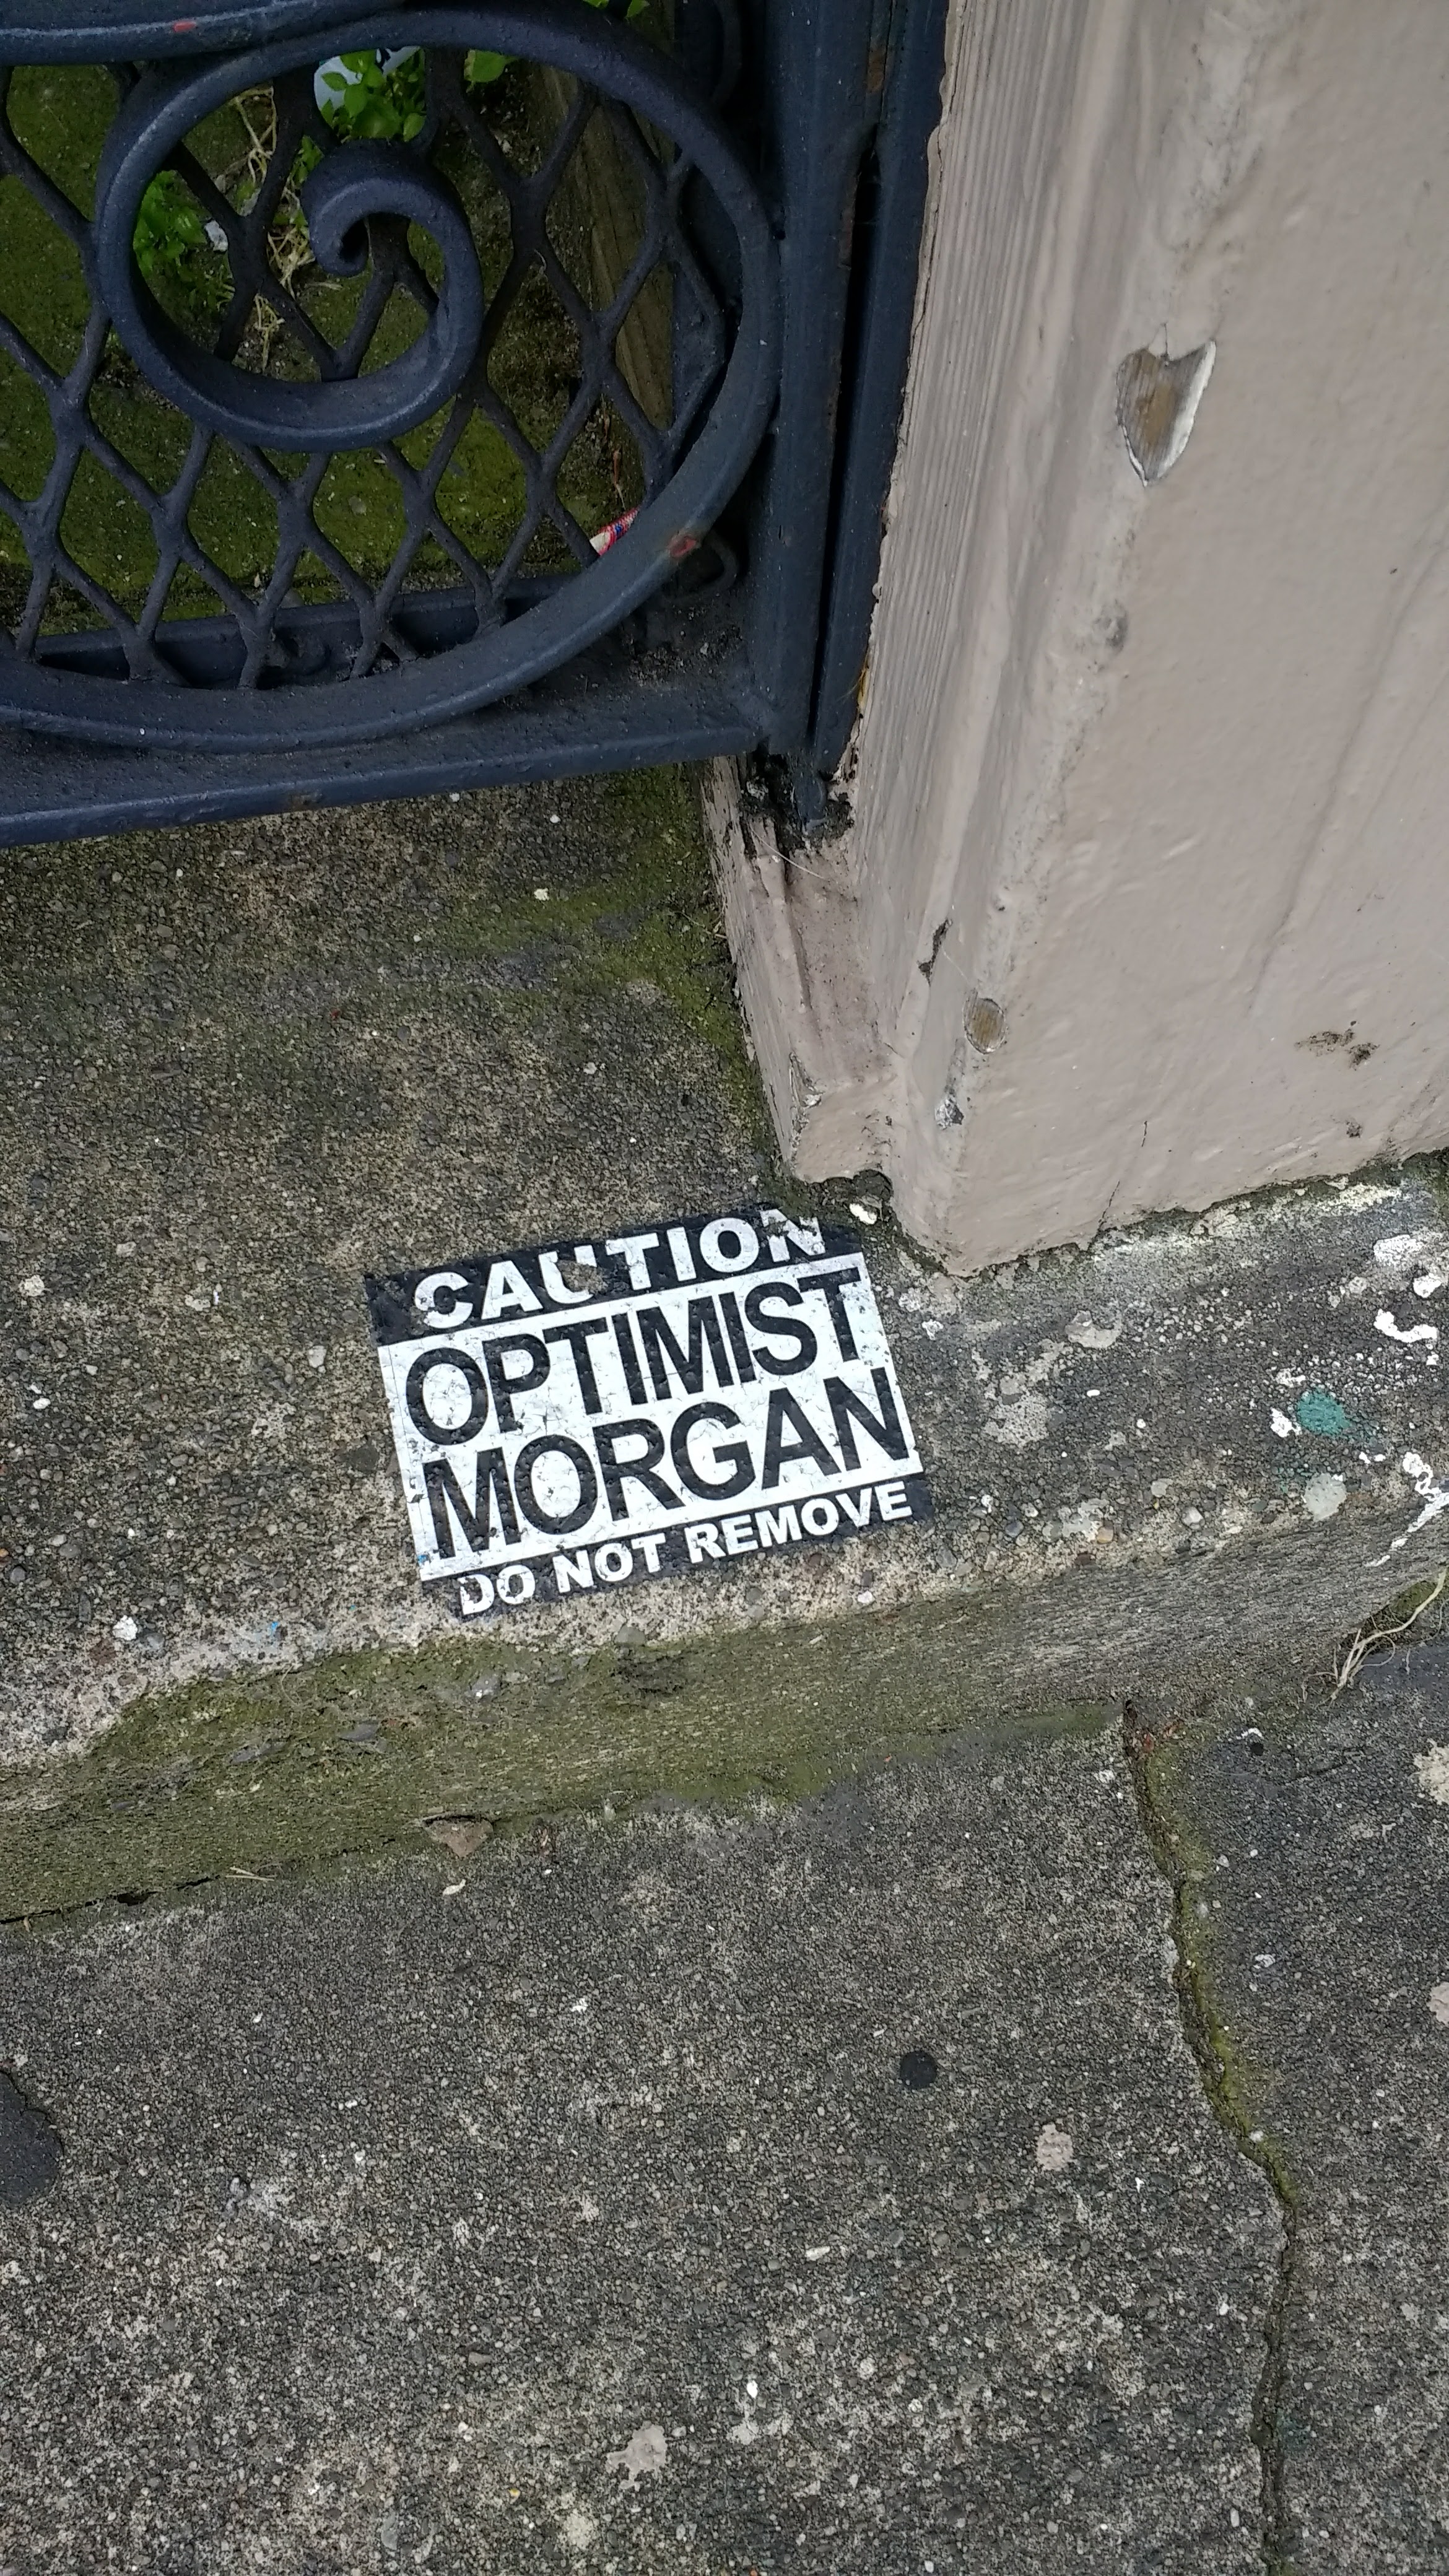 CAUTION
OPTIMIST
MORGAN
DO NOT REMOVE